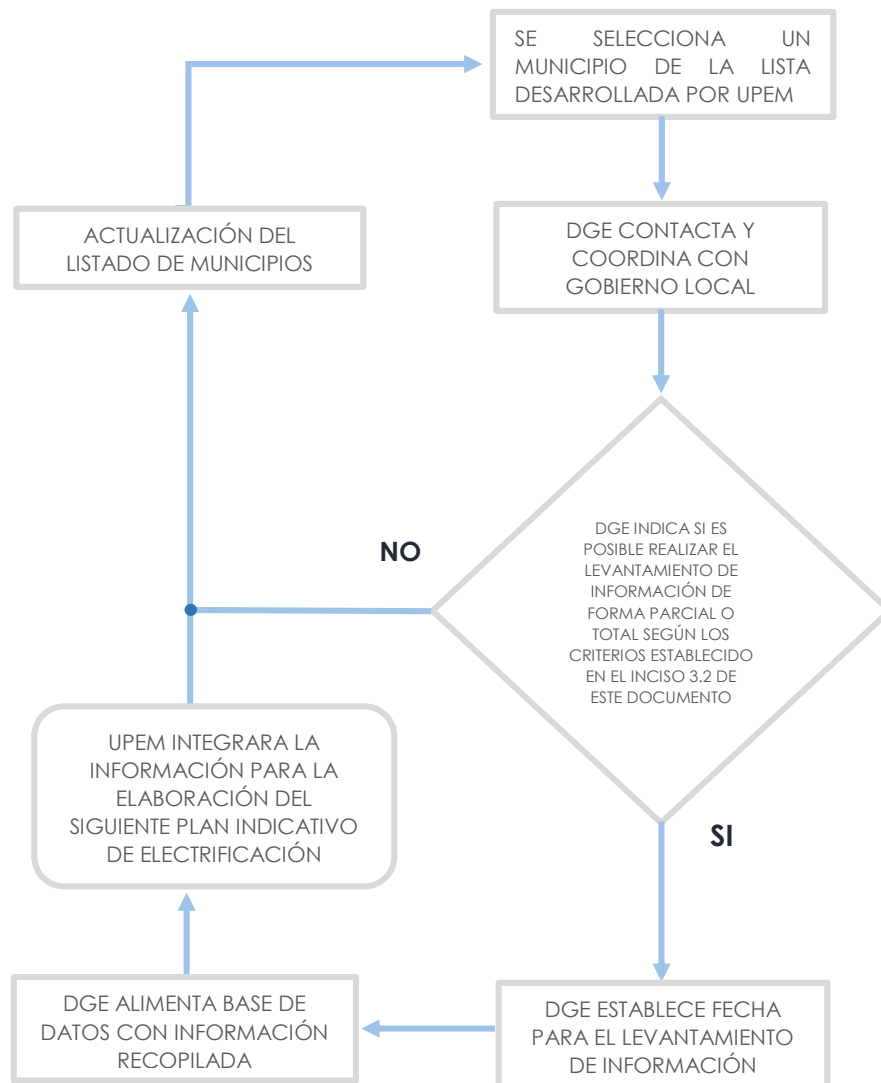 SE SELECCIONA UN
MUNICIPIO DE LA LISTA
DESARROLLADA POR UPEM
ACTUALIZACIÓN DEL
LISTADO DE MUNICIPIOS
DGE CONTACTA Y
COORDINA CON
GOBIERNO LOCAL
NO
DGE INDICA SI ES
POSIBLE REALIZAR EL
LEVANTAMIENTO DE
INFORMACIÓN DE
FORMA PARCIAL O
TOTAL SEGÚN LOS
CRITERIOS ESTABLECIDO
EN EL INCISO 3.2 DE
ESTE DOCUMENTO
UPEM INTEGRARA LA
INFORMACIÓN PARA LA
ELABORACIÓN DEL
SIGUIENTE PLAN INDICATIVO
DE ELECTRIFICACIÓN
SI
DGE ALIMENTA BASE DE
DATOS CON INFORMACIÓN
RECOPILADA
DGE ESTABLECE FECHA
PARA EL LEVANTAMIENTO
DE INFORMACIÓN